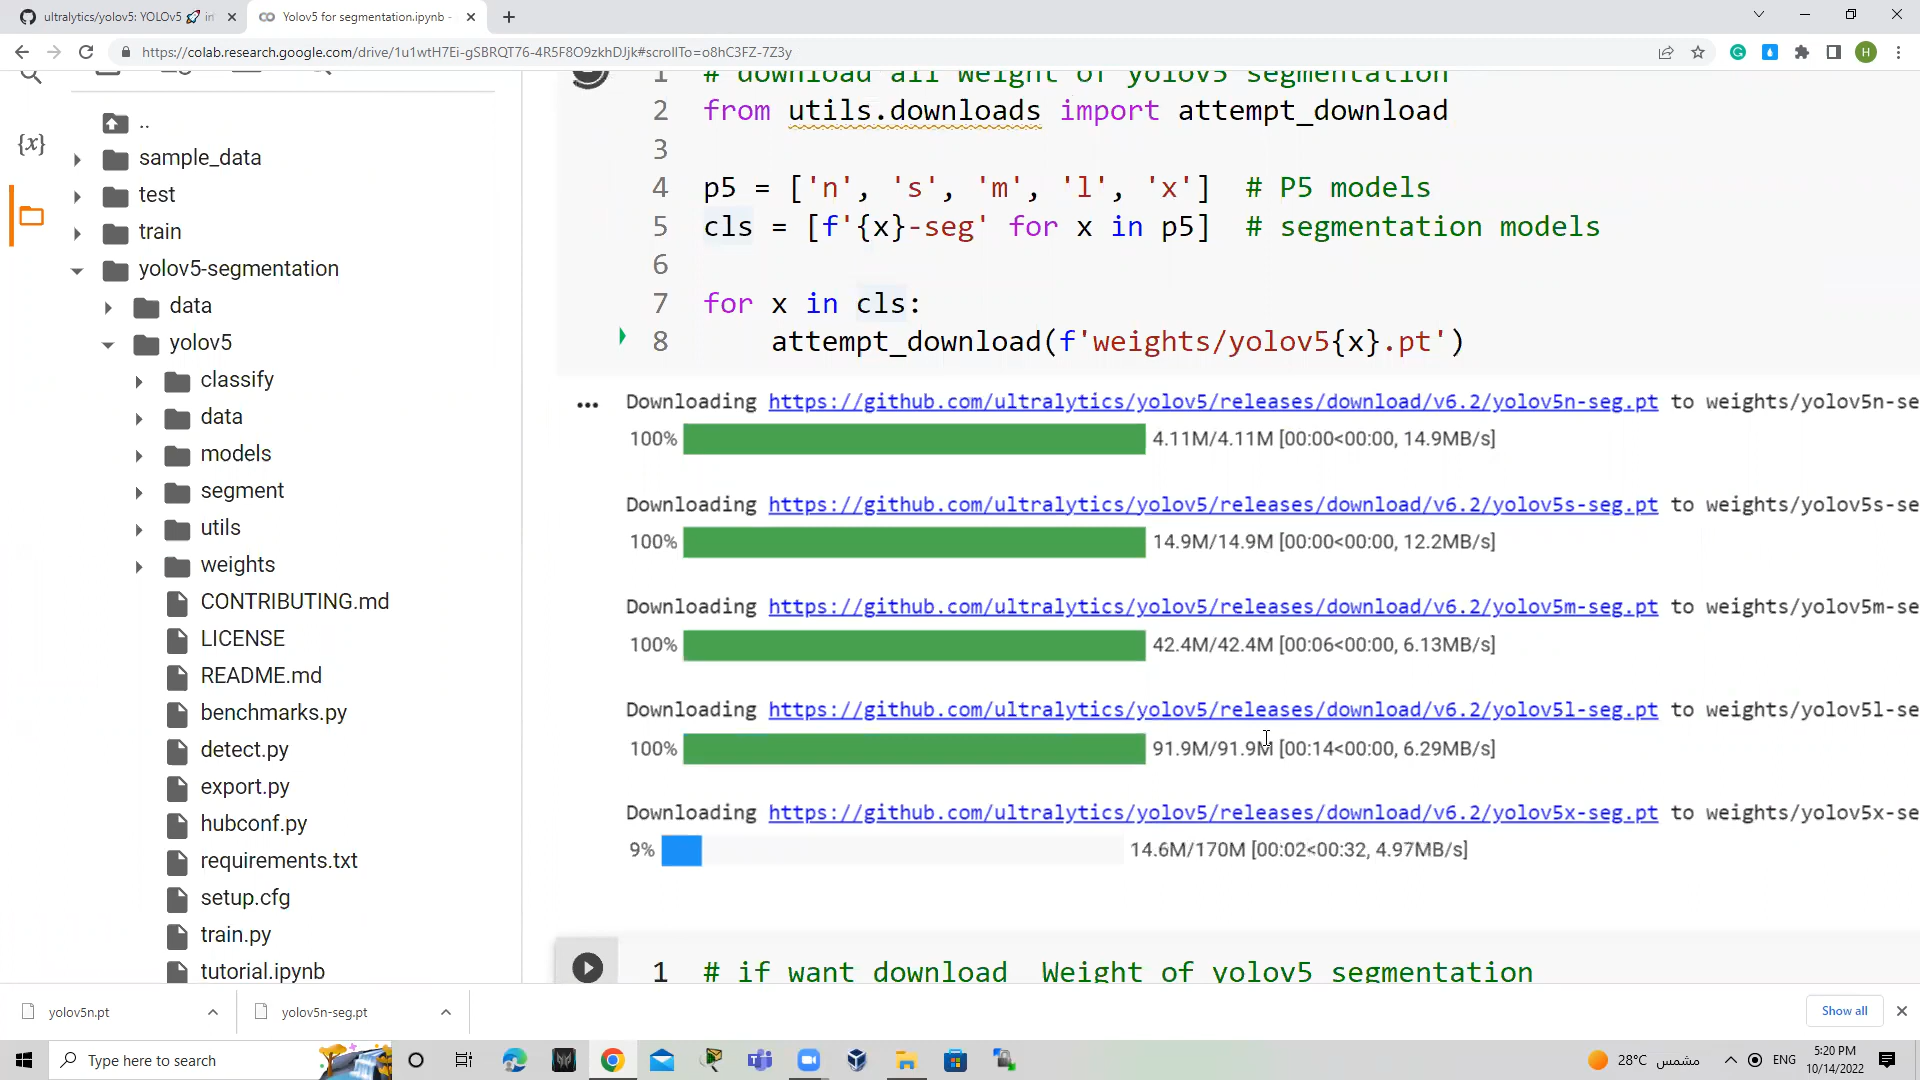 ultralytics/yolov5: YOLOv5 🚀 in
Yolov5 for segmentation.ipynb -
https://colab.research.google.com/drive/1u1wtH7Ei-gSBRQT76-4R5F8O9zkhDJjk#scrollTo=o8hC3FZ-7Z3y
H
{x}
..
sample_data
test
train
yolov5-segmentation
data
yolov5
classify
data
models
segment
utils
weights
CONTRIBUTING.md
LICENSE
README.md
benchmarks.py
detect.py
export.py
hubconf.py
requirements.txt
setup.cfg
train.py
tutorial.ipynb
1 # download all Weight of yolov5 segmentation
2 from utils.downloads import attempt_download
3
4 p5 = ['n', 's', 'm', 'l', 'x']  # P5 models
5 cls = [f'{x}-seg' for x in p5]  # segmentation models
6
7 for x in cls:
8     attempt_download(f'weights/yolov5{x}.pt')
Downloading https://github.com/ultralytics/yolov5/releases/download/v6.2/yolov5n-seg.pt to weights/yolov5n-se
100% 4.11M/4.11M [00:00<00:00, 14.9MB/s]
Downloading https://github.com/ultralytics/yolov5/releases/download/v6.2/yolov5s-seg.pt to weights/yolov5s-se
100% 14.9M/14.9M [00:00<00:00, 12.2MB/s]
Downloading https://github.com/ultralytics/yolov5/releases/download/v6.2/yolov5m-seg.pt to weights/yolov5m-se
100% 42.4M/42.4M [00:06<00:00, 6.13MB/s]
Downloading https://github.com/ultralytics/yolov5/releases/download/v6.2/yolov5l-seg.pt to weights/yolov5l-se
100% 91.9M/91.9M [00:14<00:00, 6.29MB/s]
Downloading https://github.com/ultralytics/yolov5/releases/download/v6.2/yolov5x-seg.pt to weights/yolov5x-se
9% 14.6M/170M [00:02<00:32, 4.97MB/s]
1 # if want download  Weight of yolov5 segmentation
yolov5n.pt
yolov5n-seg.pt
Show all
Type here to search
28°C مشمس
ENG
5:20 PM
10/14/2022